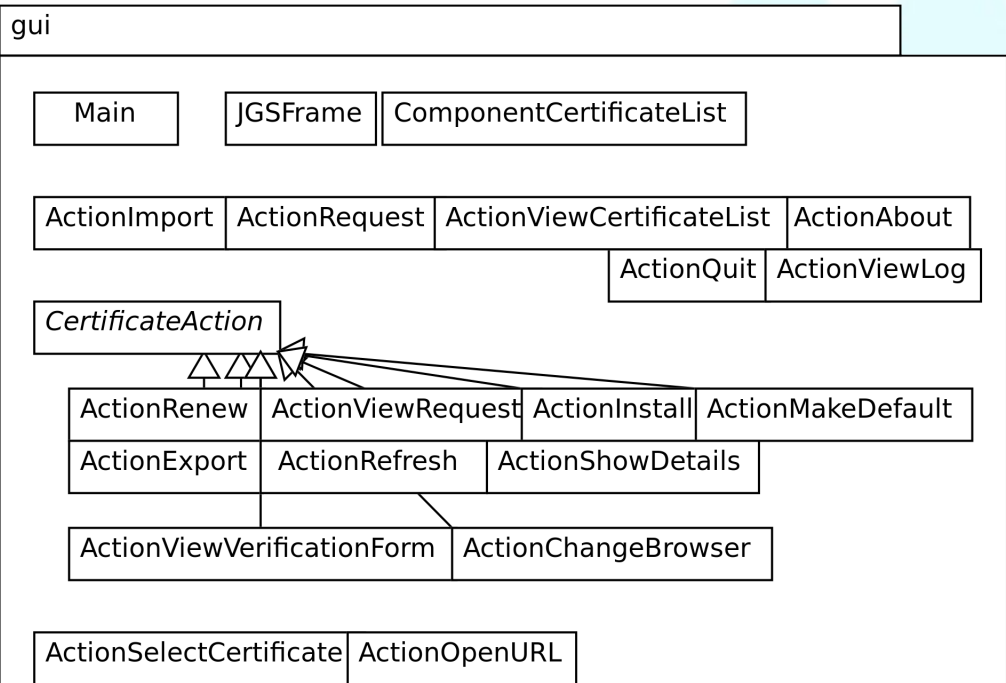 gui
Main JGSFrame ComponentCertificateList
ActionImport ActionRequest ActionViewCertificateList ActionAbout
ActionQuit ActionViewLog
CertificateAction
ActionRenew ActionViewRequest ActionInstall ActionMakeDefault
ActionExport ActionRefresh ActionShowDetails
ActionViewVerificationForm ActionChangeBrowser
ActionSelectCertificate ActionOpenURL